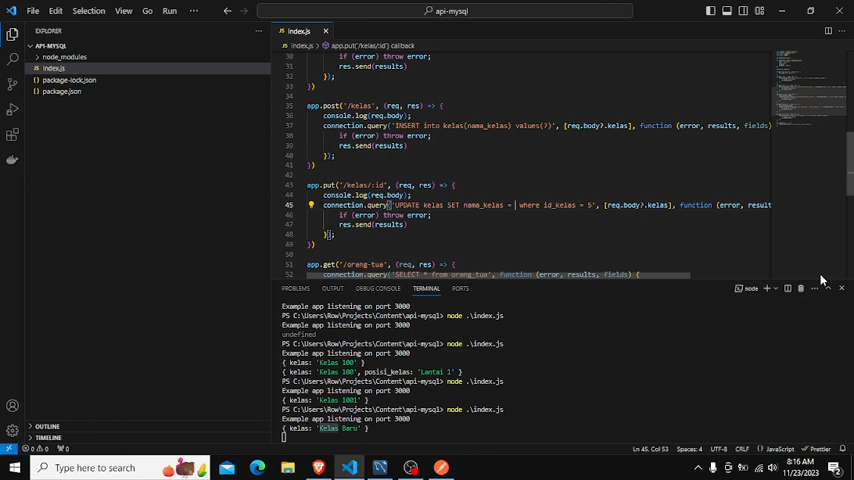 File Edit Selection View Go Run ··· api-mysql
EXPLORER ···
API-MYSQL
node_modules
index.js
package-lock.json
package.json
OUTLINE
TIMELINE
index.js
index.js > app.put('/kelas/:id') callback
30 if (error) throw error;
31 res.send(results)
32 });
33 })
34
35 app.post('/kelas', (req, res) => {
36 console.log(req.body);
37 connection.query('INSERT into kelas(nama_kelas) values(?)', [req.body?.kelas], function (error, results, fields)
38 if (error) throw error;
39 res.send(results)
40 });
41 })
42
43 app.put('/kelas/:id', (req, res) => {
44 console.log(req.body);
45 connection.query('UPDATE kelas SET nama_kelas = where id_kelas = 5', [req.body?.kelas], function (error, result
46 if (error) throw error;
47 res.send(results)
48 });
49 })
50
51 app.get('/orang-tua', (req, res) => {
52 connection.query('SELECT * from orang_tua', function (error, results, fields) {
PROBLEMS OUTPUT DEBUG CONSOLE TERMINAL PORTS node
Example app listening on port 3000
PS C:\Users\Row\Projects\Content\api-mysql> node .\index.js
Example app listening on port 3000
undefined
PS C:\Users\Row\Projects\Content\api-mysql> node .\index.js
Example app listening on port 3000
{ kelas: 'Kelas 100' }
{ kelas: 'Kelas 100', posisi_kelas: 'Lantai 1' }
PS C:\Users\Row\Projects\Content\api-mysql> node .\index.js
Example app listening on port 3000
{ kelas: 'Kelas 1001' }
PS C:\Users\Row\Projects\Content\api-mysql> node .\index.js
Example app listening on port 3000
{ kelas: 'Kelas Baru' }
0 0 0 Ln 45, Col 53 Spaces: 4 UTF-8 CRLF { } JavaScript Prettier
Type here to search
8:16 AM
11/23/2023
2